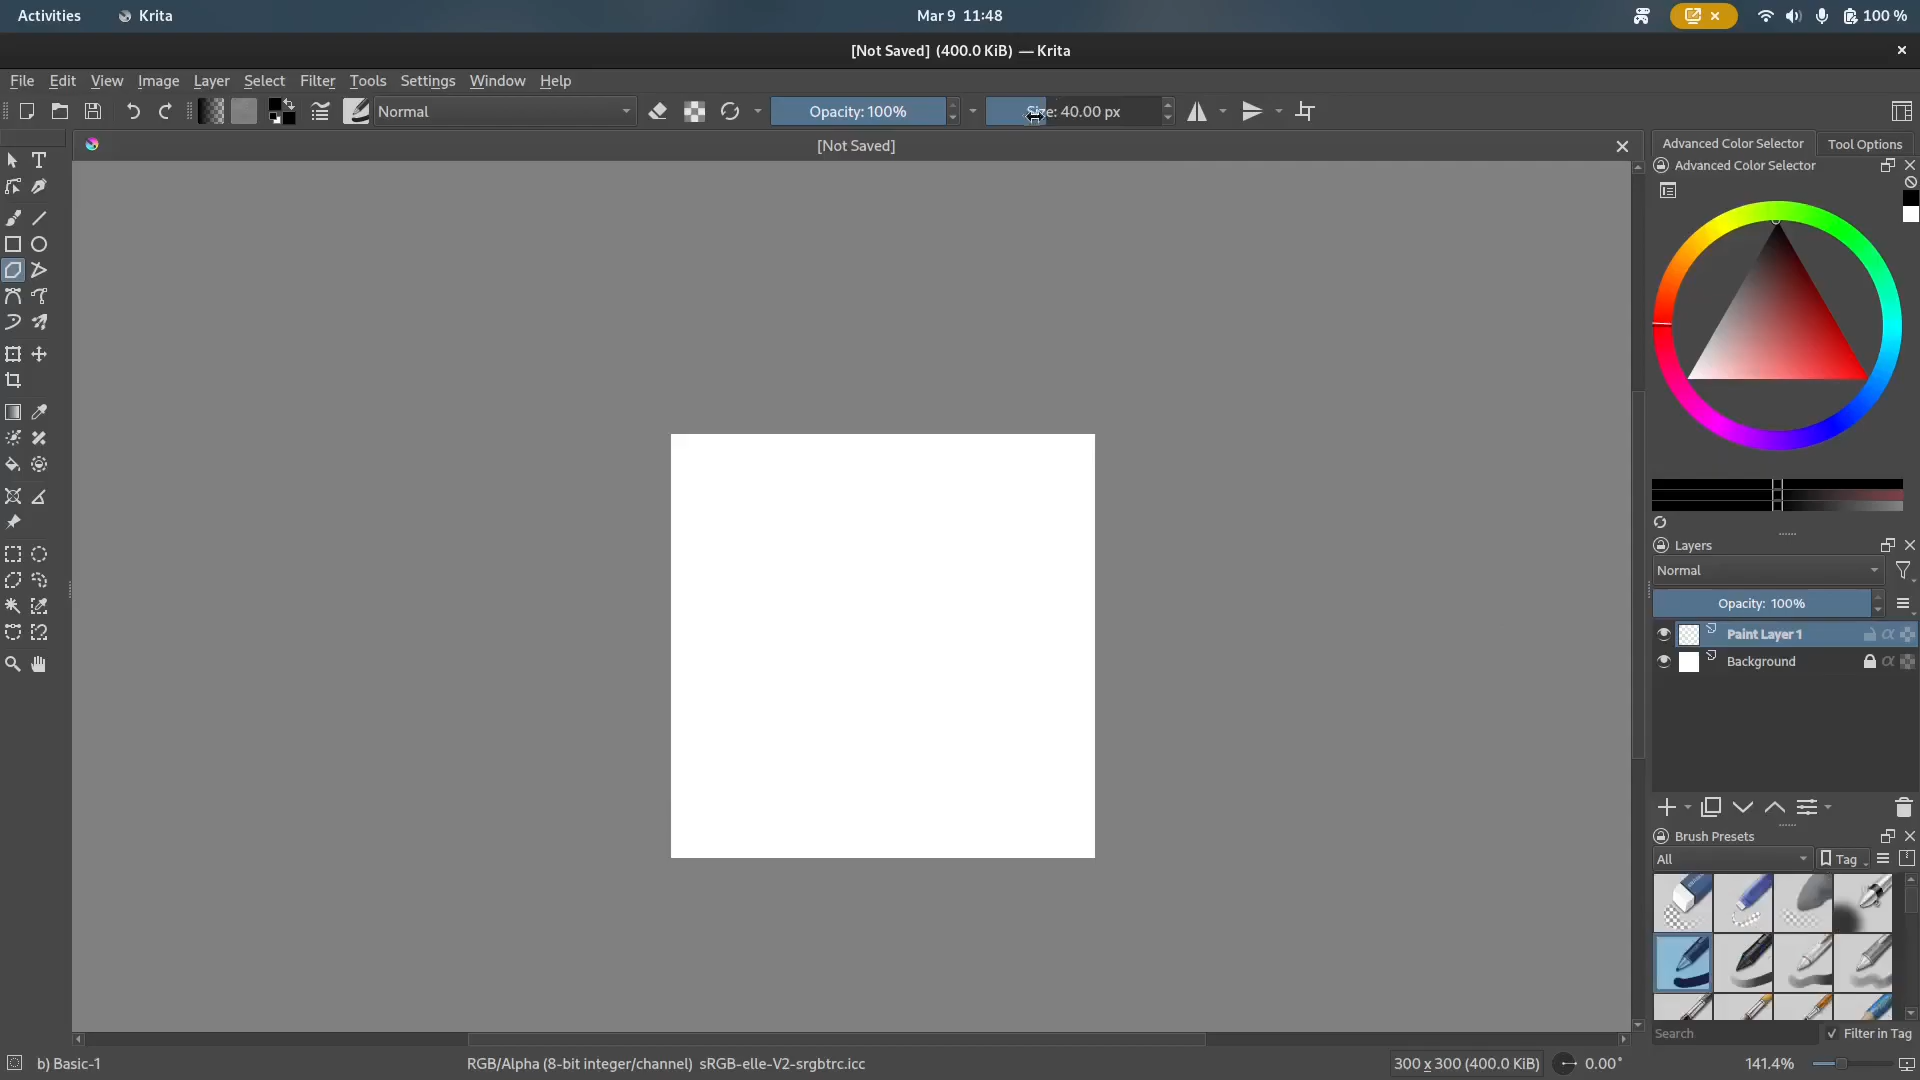 Activities Krita Mar 9 11:48 100 %
[Not Saved] (400.0 KiB) — Krita
File Edit View Image Layer Select Filter Tools Settings Window Help
Normal Opacity: 100% Size: 40.00 px
[Not Saved]
Advanced Color Selector Tool Options
Advanced Color Selector
Layers
Normal
Opacity: 100%
Paint Layer 1
Background
Brush Presets
All Tag
Search Filter in Tag
b) Basic-1 RGB/Alpha (8-bit integer/channel) sRGB-elle-V2-srgbtrc.icc 300 x 300 (400.0 KiB) 0.00° 141.4%